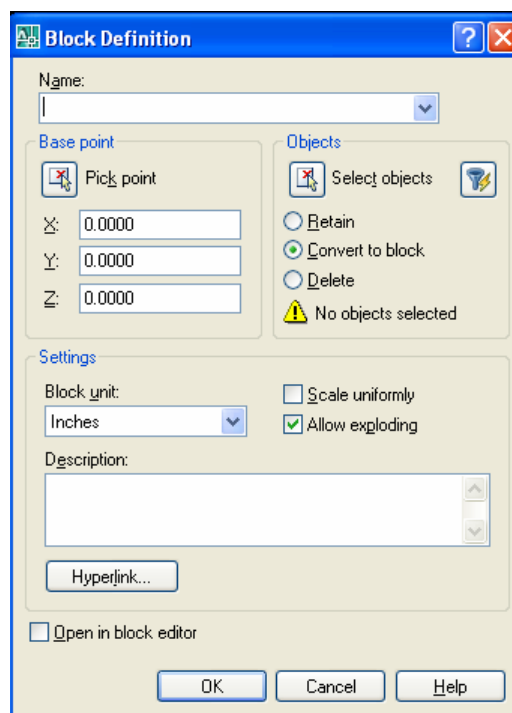 Block Definition
Name:
Base point
Pick point
X: 0.0000
Y: 0.0000
Z: 0.0000
Objects
Select objects
Retain
Convert to block
Delete
No objects selected
Settings
Block unit:
Inches
Scale uniformly
Allow exploding
Description:
Hyperlink...
Open in block editor
OK Cancel Help